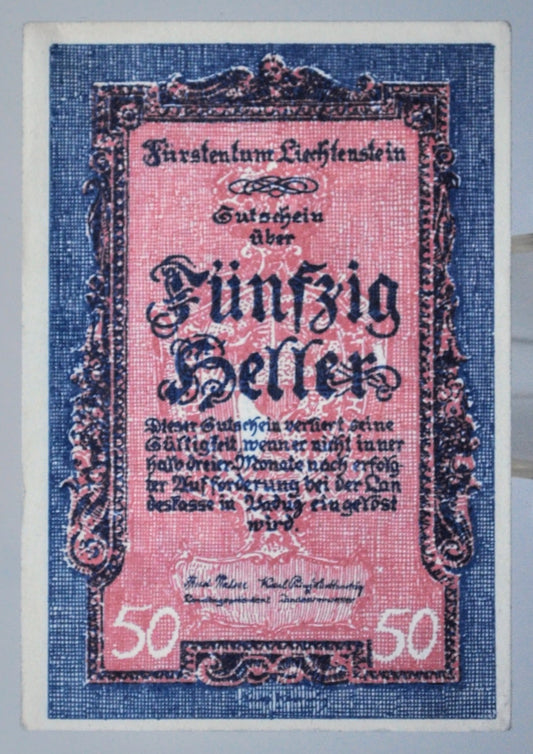 Fürstentum Liechtenstein
Gutschein
über
Fünfzig
Heller
Dieser Gutschein verliert seine
Gültigkeit, wenn er nicht inner
halb dreier Monate nach erfolg
ter Aufforderung bei der Lan
deskasse in Vaduz eingelöst
wird.
50 50